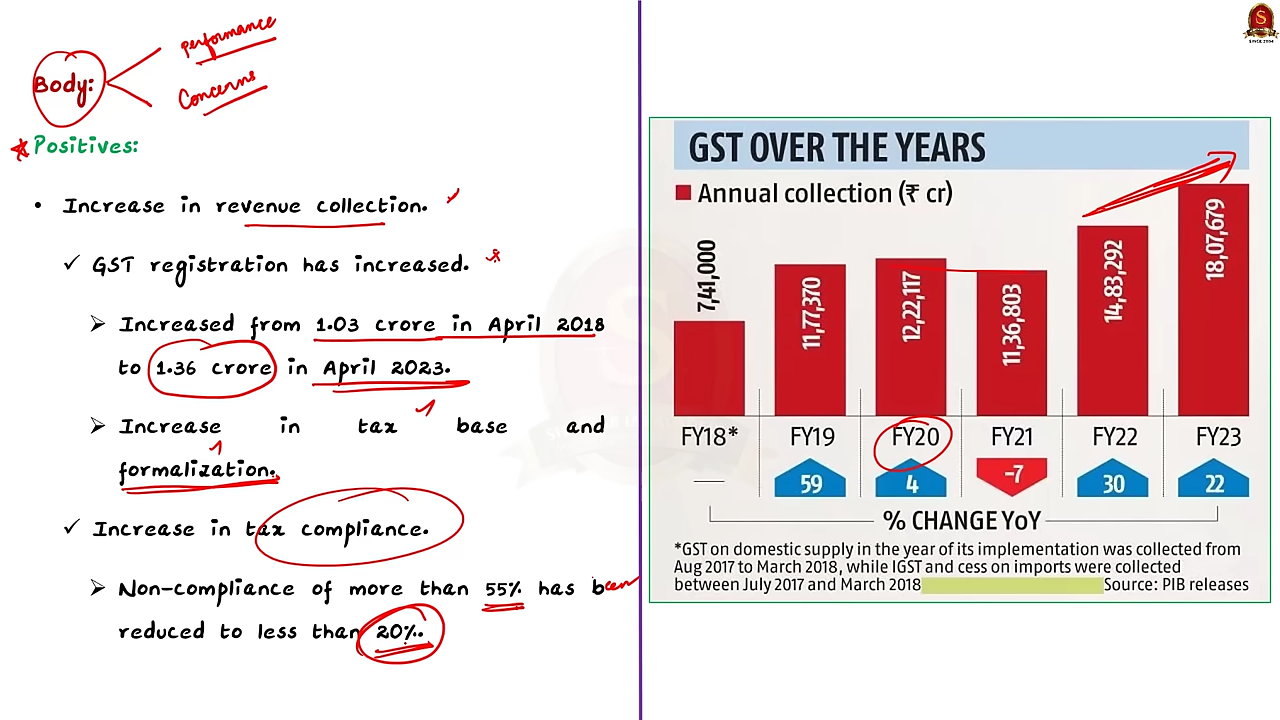 performance
Body:
Concerns
Positives:
• Increase in revenue collection.
✓ GST registration has increased.
➤ Increased from 1.03 crore in April 2018
to 1.36 crore in April 2023.
➤ Increase in tax base and
formalization.
✓ Increase in tax compliance.
➤ Non-compliance of more than 55% has been
reduced to less than 20%.
GST OVER THE YEARS
Annual collection (₹ cr)
7,41,000
11,77,370
12,22,117
11,36,803
14,83,292
18,07,679
FY18* FY19 FY20 FY21 FY22 FY23
— 59 4 -7 30 22
% CHANGE YoY
*GST on domestic supply in the year of its implementation was collected from
Aug 2017 to March 2018, while IGST and cess on imports were collected
between July 2017 and March 2018 Source: PIB releases
S
SINCE 2004